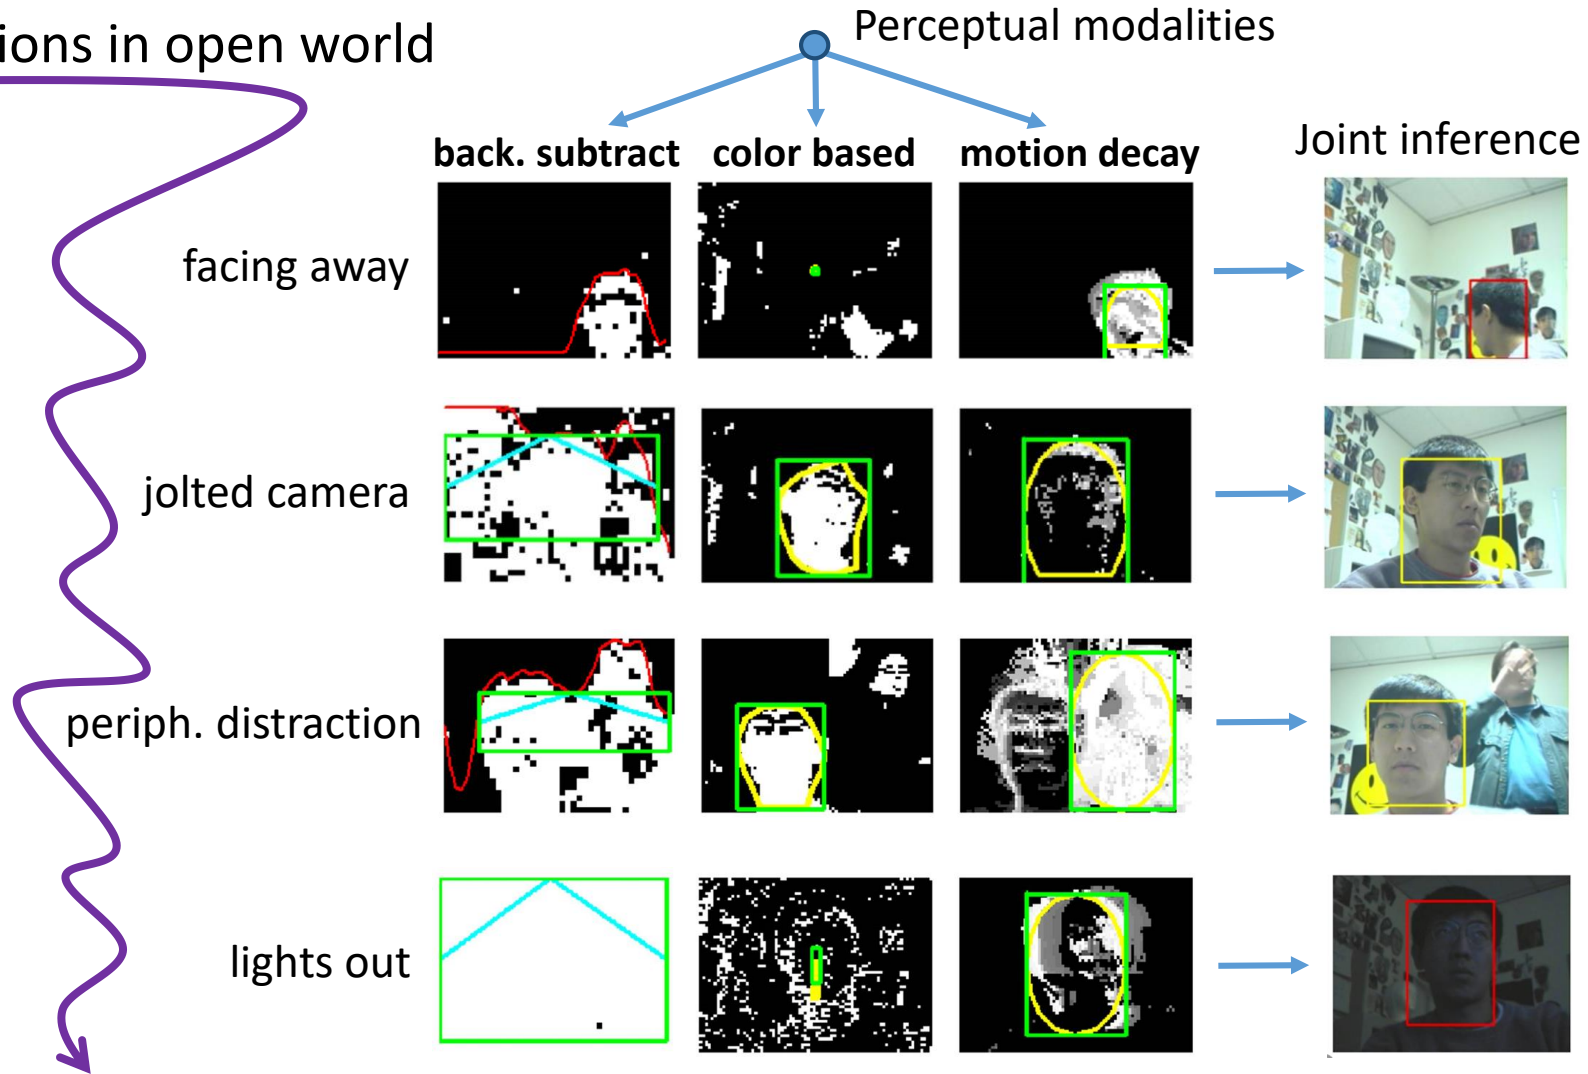 ions in open world
Perceptual modalities
back. subtract color based motion decay
Joint inference
facing away
jolted camera
periph. distraction
lights out